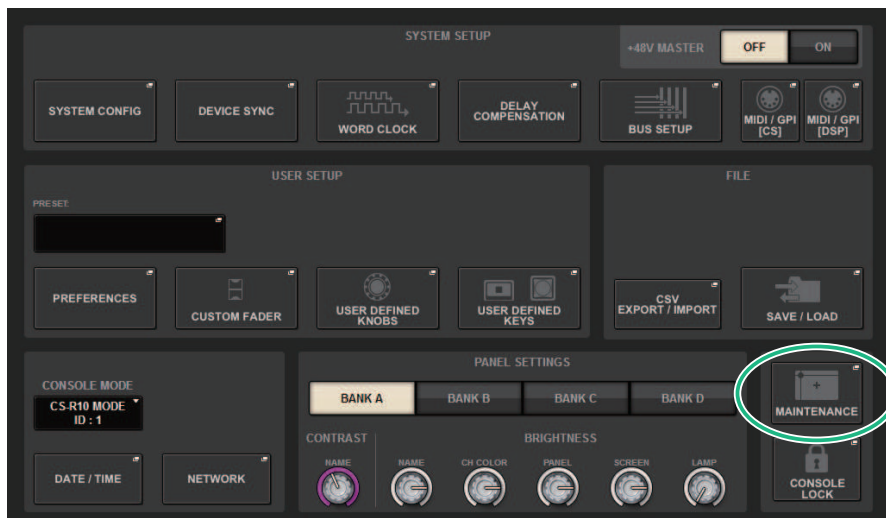 SYSTEM SETUP
+48V MASTER
OFF
ON
SYSTEM CONFIG
DEVICE SYNC
WORD CLOCK
DELAY
COMPENSATION
BUS SETUP
MIDI / GPI
[CS]
MIDI / GPI
[DSP]
USER SETUP
PRESET:
PREFERENCES
CUSTOM FADER
USER DEFINED
KNOBS
USER DEFINED
KEYS
FILE
CSV
EXPORT / IMPORT
SAVE / LOAD
CONSOLE MODE
CS-R10 MODE
ID : 1
DATE / TIME
NETWORK
PANEL SETTINGS
BANK A
BANK B
BANK C
BANK D
CONTRAST
BRIGHTNESS
NAME
NAME
CH COLOR
PANEL
SCREEN
LAMP
MAINTENANCE
CONSOLE
LOCK